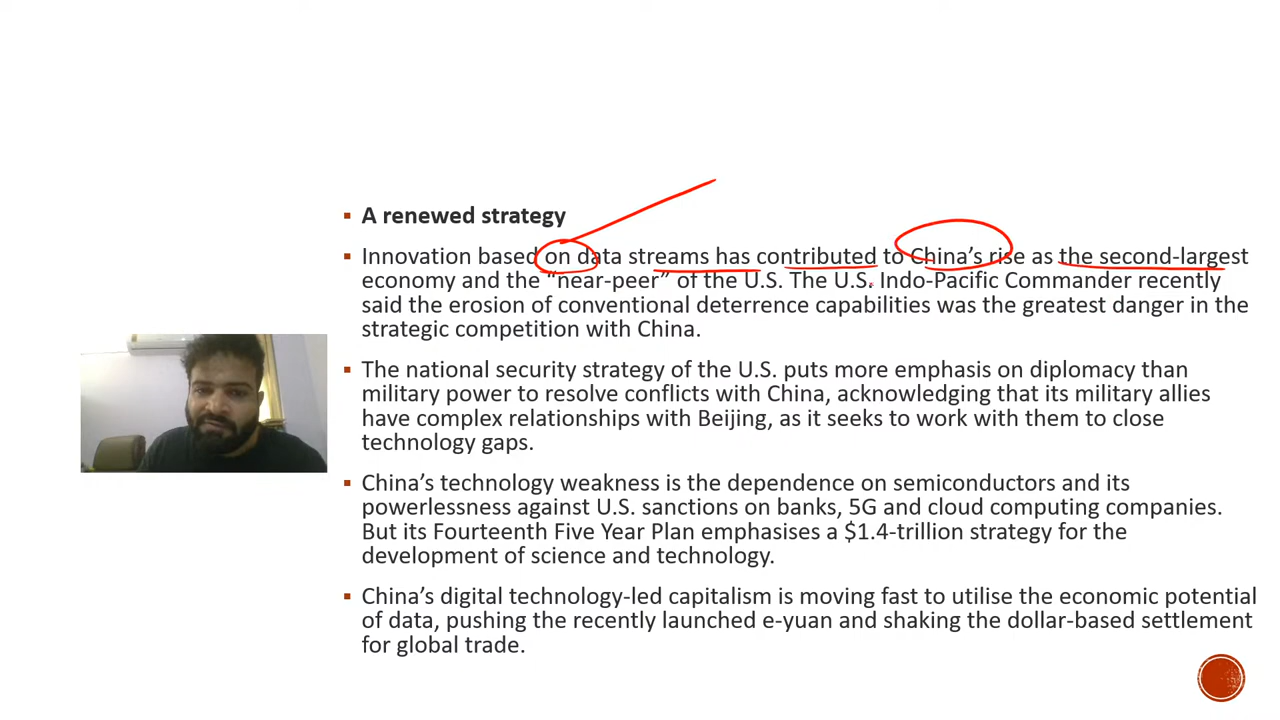 A renewed strategy
Innovation based on data streams has contributed to China's rise as the second-largest
economy and the “near-peer” of the U.S. The U.S. Indo-Pacific Commander recently
said the erosion of conventional deterrence capabilities was the greatest danger in the
strategic competition with China.
The national security strategy of the U.S. puts more emphasis on diplomacy than
military power to resolve conflicts with China, acknowledging that its military allies
have complex relationships with Beijing, as it seeks to work with them to close
technology gaps.
China’s technology weakness is the dependence on semiconductors and its
powerlessness against U.S. sanctions on banks, 5G and cloud computing companies.
But its Fourteenth Five Year Plan emphasises a $1.4-trillion strategy for the
development of science and technology.
China’s digital technology-led capitalism is moving fast to utilise the economic potential
of data, pushing the recently launched e-yuan and shaking the dollar-based settlement
for global trade.